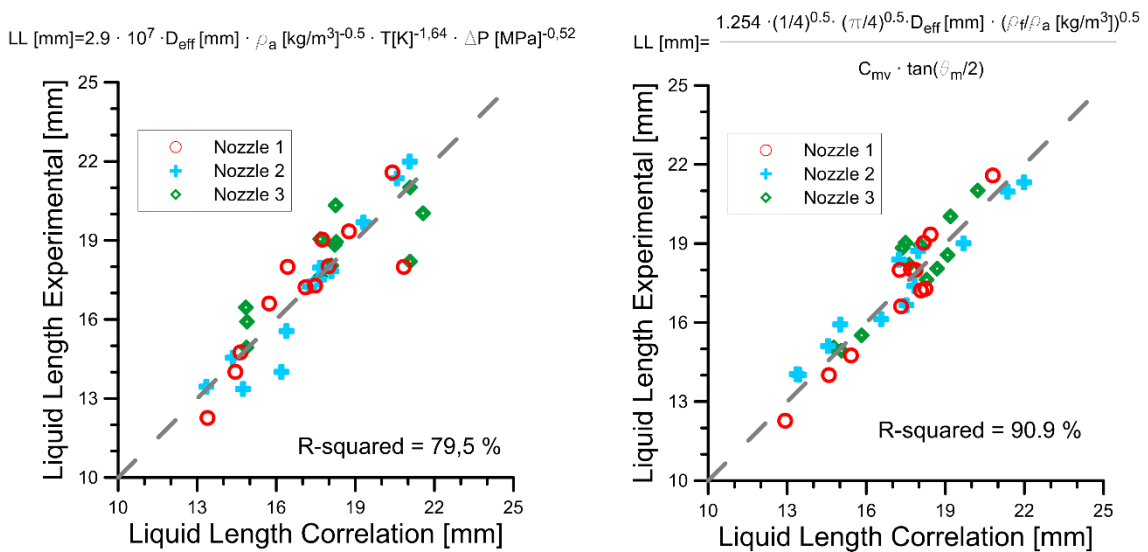 LL [mm]=2.9 · 10⁷ ·D_eff [mm] · ρ_a [kg/m³]⁻⁰·⁵ · T[K]⁻¹,⁶⁴ · ΔP [MPa]⁻⁰,⁵²
25
22
19
16
13
10
Liquid Length Experimental [mm]
Nozzle 1
Nozzle 2
Nozzle 3
R-squared = 79,5 %
10 13 16 19 22 25
Liquid Length Correlation [mm]
1.254 ·(1/4)⁰·⁵· (π/4)⁰·⁵·D_eff [mm] · (ρ_f/ρ_a [kg/m³])⁰·⁵
LL [mm]=
C_mv · tan(θ_m/2)
25
22
19
16
13
10
Liquid Length Experimental [mm]
Nozzle 1
Nozzle 2
Nozzle 3
R-squared = 90.9 %
10 13 16 19 22 25
Liquid Length Correlation [mm]